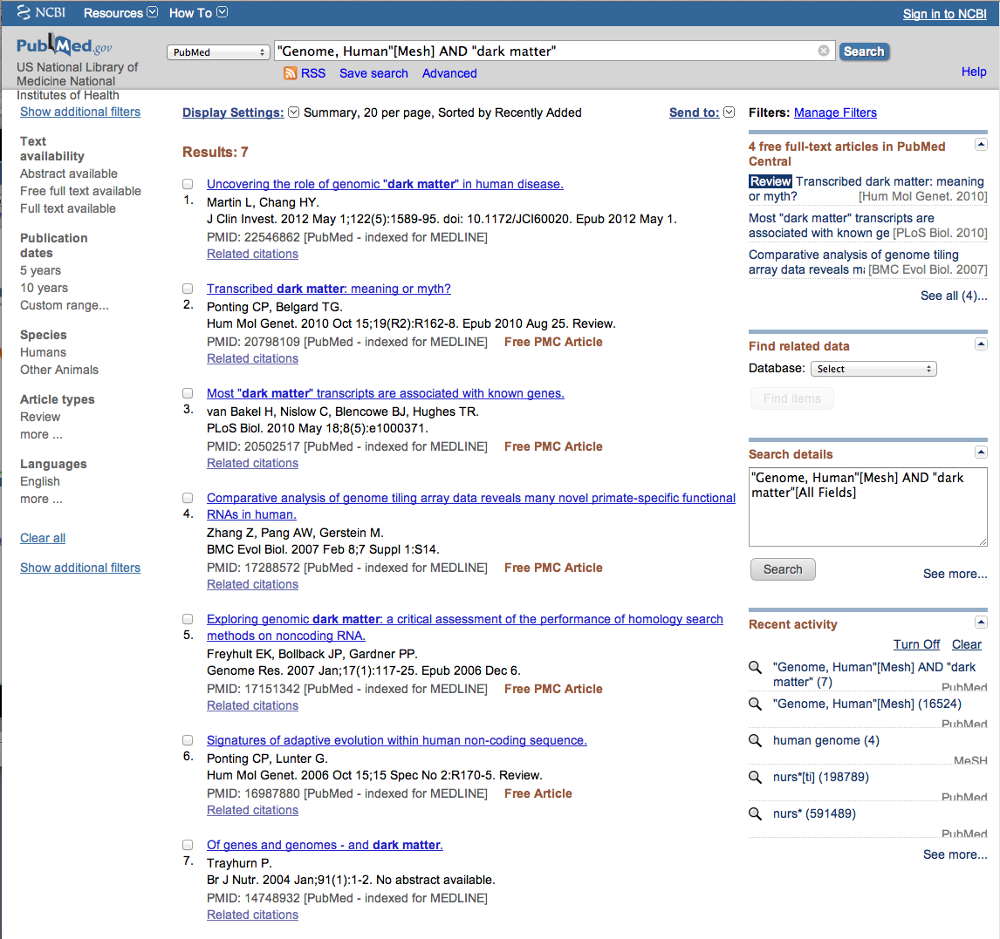 NCBI Resources How To Sign in to NCBI
PubMed.gov
US National Library of
Medicine National
Institutes of Health
PubMed
"Genome, Human"[Mesh] AND "dark matter"
Search
RSS Save search Advanced
Help
Show additional filters
Text
availability
Abstract available
Free full text available
Full text available
Publication
dates
5 years
10 years
Custom range...
Species
Humans
Other Animals
Article types
Review
more ...
Languages
English
more ...
Clear all
Show additional filters
Display Settings: Summary, 20 per page, Sorted by Recently Added Send to:
Results: 7
Uncovering the role of genomic "dark matter" in human disease.
1. Martin L, Chang HY.
J Clin Invest. 2012 May 1;122(5):1589-95. doi: 10.1172/JCI60020. Epub 2012 May 1.
PMID: 22546862 [PubMed - indexed for MEDLINE]
Related citations
Transcribed dark matter: meaning or myth?
2. Ponting CP, Belgard TG.
Hum Mol Genet. 2010 Oct 15;19(R2):R162-8. Epub 2010 Aug 25. Review.
PMID: 20798109 [PubMed - indexed for MEDLINE] Free PMC Article
Related citations
Most "dark matter" transcripts are associated with known genes.
3. van Bakel H, Nislow C, Blencowe BJ, Hughes TR.
PLoS Biol. 2010 May 18;8(5):e1000371.
PMID: 20502517 [PubMed - indexed for MEDLINE] Free PMC Article
Related citations
Comparative analysis of genome tiling array data reveals many novel primate-specific functional
4. RNAs in human.
Zhang Z, Pang AW, Gerstein M.
BMC Evol Biol. 2007 Feb 8;7 Suppl 1:S14.
PMID: 17288572 [PubMed - indexed for MEDLINE] Free PMC Article
Related citations
Exploring genomic dark matter: a critical assessment of the performance of homology search
5. methods on noncoding RNA.
Freyhult EK, Bollback JP, Gardner PP.
Genome Res. 2007 Jan;17(1):117-25. Epub 2006 Dec 6.
PMID: 17151342 [PubMed - indexed for MEDLINE] Free PMC Article
Related citations
Signatures of adaptive evolution within human non-coding sequence.
6. Ponting CP, Lunter G.
Hum Mol Genet. 2006 Oct 15;15 Spec No 2:R170-5. Review.
PMID: 16987880 [PubMed - indexed for MEDLINE] Free Article
Related citations
Of genes and genomes - and dark matter.
7. Trayhurn P.
Br J Nutr. 2004 Jan;91(1):1-2. No abstract available.
PMID: 14748932 [PubMed - indexed for MEDLINE]
Related citations
Filters: Manage Filters
4 free full-text articles in PubMed
Central
Review Transcribed dark matter: meaning
or myth? [Hum Mol Genet. 2010]
Most "dark matter" transcripts are
associated with known ge [PLoS Biol. 2010]
Comparative analysis of genome tiling
array data reveals ma [BMC Evol Biol. 2007]
See all (4)...
Find related data
Database: Select
Find items
Search details
"Genome, Human"[Mesh] AND "dark
matter"[All Fields]
Search
See more...
Recent activity
Turn Off Clear
"Genome, Human"[Mesh] AND "dark
matter" (7)
PubMed
"Genome, Human"[Mesh] (16524)
PubMed
human genome (4)
MeSH
nurs*[ti] (198789)
PubMed
nurs* (591489)
PubMed
See more...